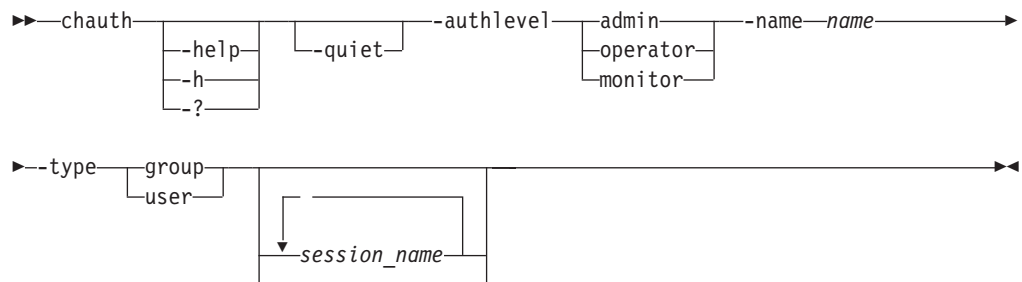 chauth -authlevel admin -name name
-help -quiet operator
-h monitor
-?
-type group
user
session_name